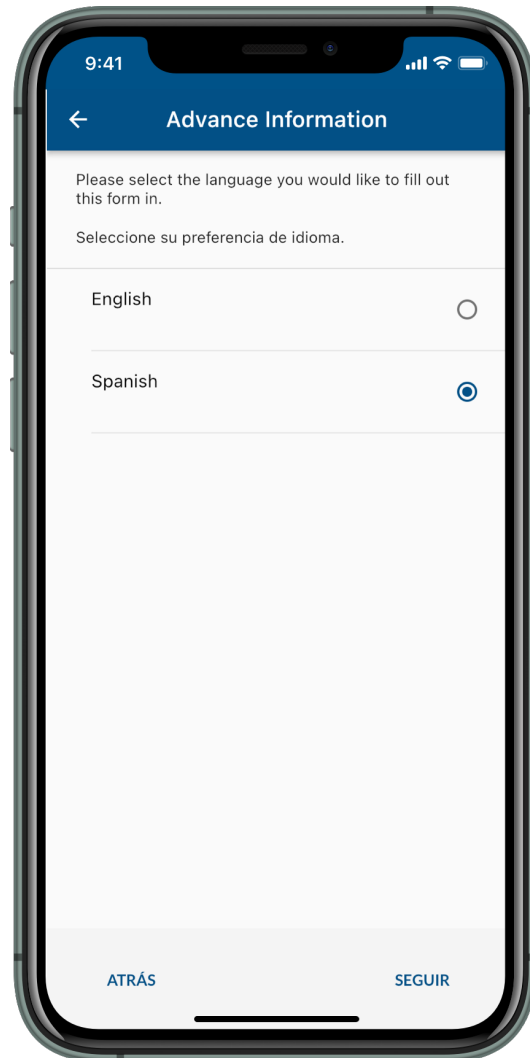 9:41
Advance Information
Please select the language you would like to fill out
this form in.
Seleccione su preferencia de idioma.
English
Spanish
ATRÁS
SEGUIR